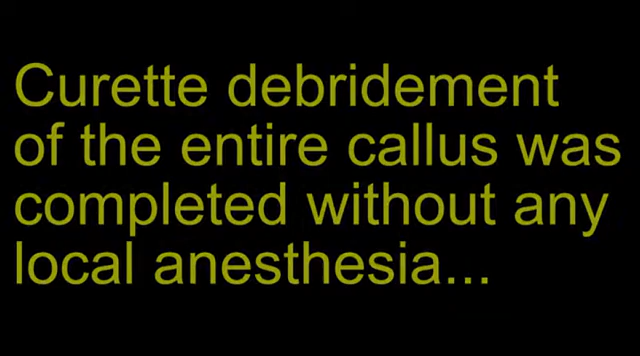 Curette debridement
of the entire callus was
completed without any
local anesthesia...